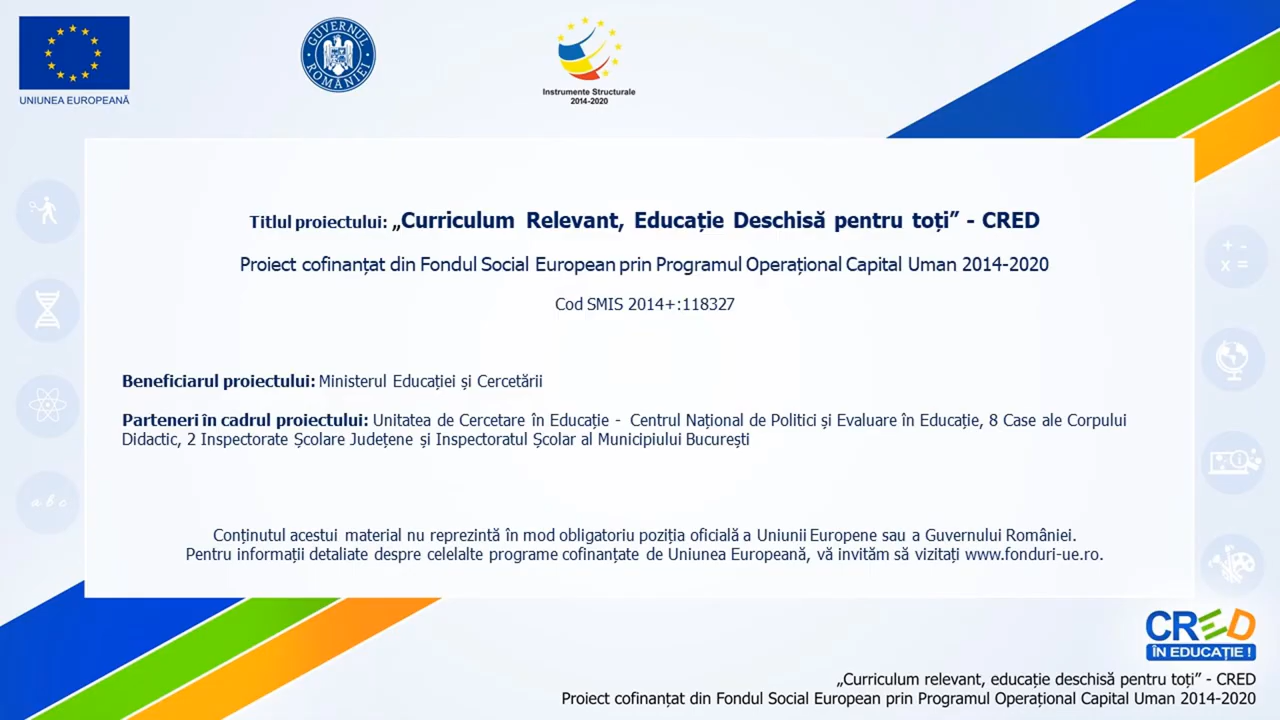 UNIUNEA EUROPEANĂ
GUVERNUL ROMÂNIEI
Instrumente Structurale
2014-2020
Titlul proiectului: „Curriculum Relevant, Educație Deschisă pentru toți” - CRED
Proiect cofinanțat din Fondul Social European prin Programul Operațional Capital Uman 2014-2020
Cod SMIS 2014+:118327
Beneficiarul proiectului: Ministerul Educației și Cercetării
Parteneri în cadrul proiectului: Unitatea de Cercetare în Educație - Centrul Național de Politici și Evaluare în Educație, 8 Case ale Corpului
Didactic, 2 Inspectorate Școlare Județene și Inspectoratul Școlar al Municipiului București
Conținutul acestui material nu reprezintă în mod obligatoriu poziția oficială a Uniunii Europene sau a Guvernului României.
Pentru informații detaliate despre celelalte programe cofinanțate de Uniunea Europeană, vă invităm să vizitați www.fonduri-ue.ro.
a b c
+ -
x =
CRED
ÎN EDUCAȚIE !
„Curriculum relevant, educație deschisă pentru toți” - CRED
Proiect cofinanțat din Fondul Social European prin Programul Operațional Capital Uman 2014-2020